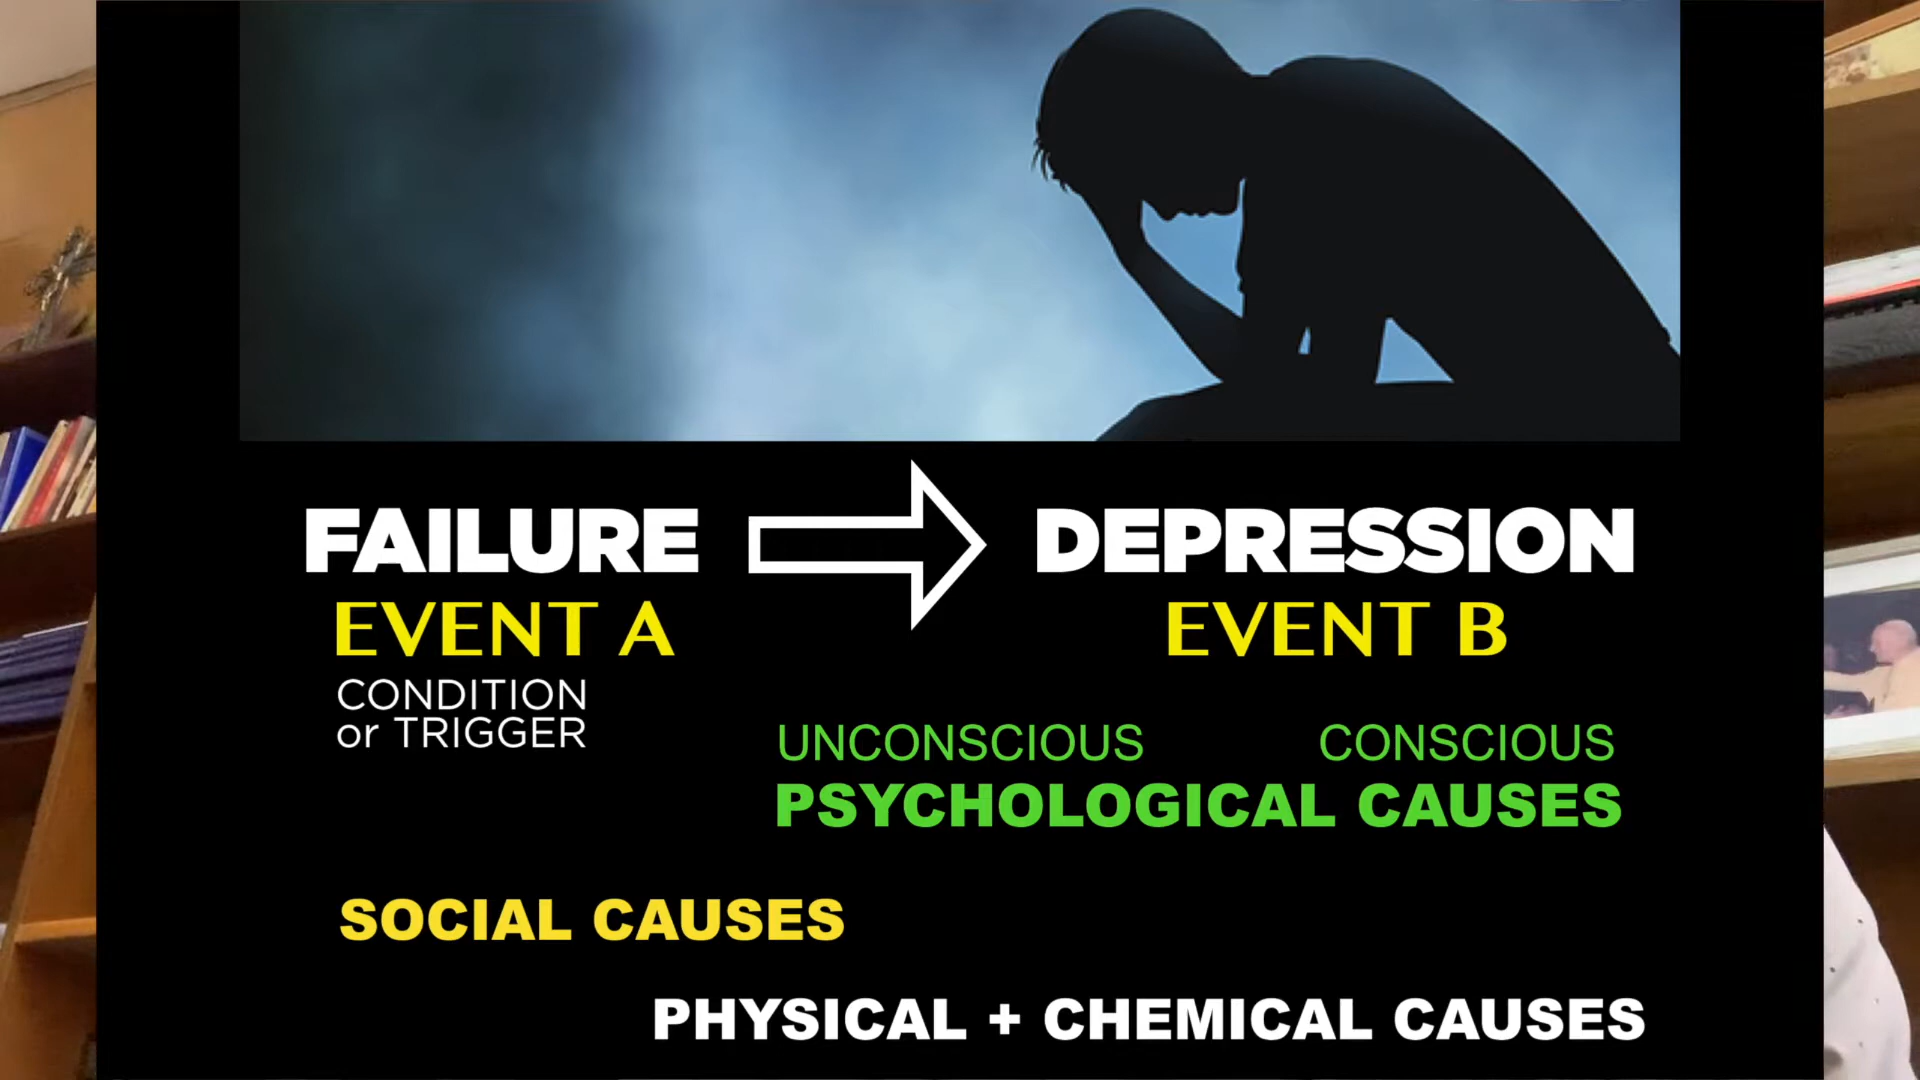 FAILURE
DEPRESSION
EVENT A
EVENT B
CONDITION
or TRIGGER
UNCONSCIOUS
CONSCIOUS
PSYCHOLOGICAL CAUSES
SOCIAL CAUSES
PHYSICAL + CHEMICAL CAUSES